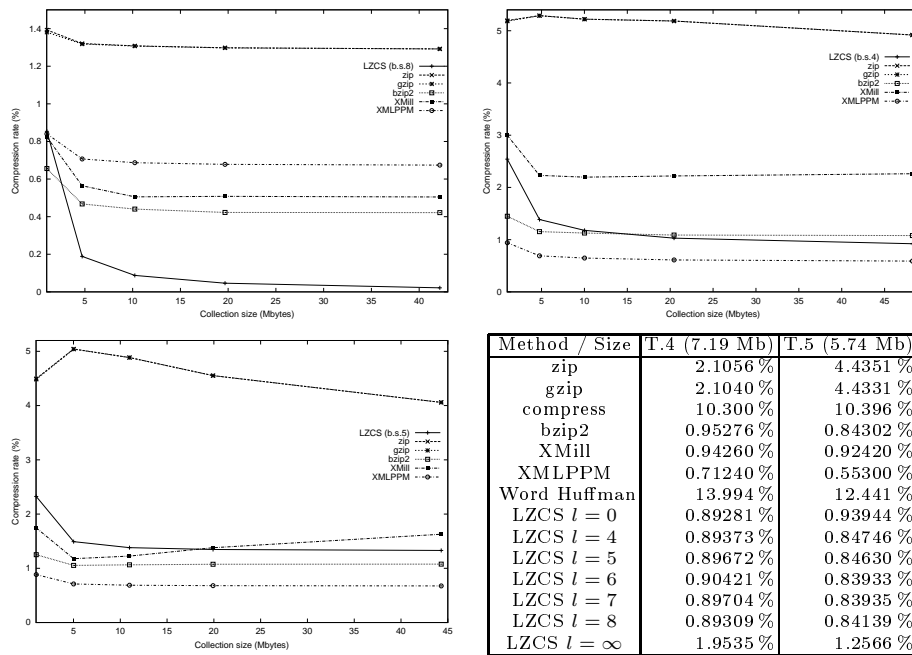 1.4
1.2
1
0.8
0.6
0.4
0.2
0
Compression rate (%)
LZCS (b.s.8)
zip
gzip
bzip2
XMill
XMLPPM
5 10 15 20 25 30 35 40
Collection size (Mbytes)
5
4
3
2
1
0
Compression rate (%)
LZCS (b.s.4)
zip
gzip
bzip2
XMill
XMLPPM
5 10 15 20 25 30 35 40 45
Collection size (Mbytes)
5
4
3
2
1
0
Compression rate (%)
LZCS (b.s.5)
zip
gzip
bzip2
XMill
XMLPPM
5 10 15 20 25 30 35 40 45
Collection size (Mbytes)
Method / Size T.4 (7.19 Mb) T.5 (5.74 Mb)
zip 2.1056 % 4.4351 %
gzip 2.1040 % 4.4331 %
compress 10.300 % 10.396 %
bzip2 0.95276 % 0.84302 %
XMill 0.94260 % 0.92420 %
XMLPPM 0.71240 % 0.55300 %
Word Huffman 13.994 % 12.441 %
LZCS l = 0 0.89281 % 0.93944 %
LZCS l = 4 0.89373 % 0.84746 %
LZCS l = 5 0.89672 % 0.84630 %
LZCS l = 6 0.90421 % 0.83933 %
LZCS l = 7 0.89704 % 0.83935 %
LZCS l = 8 0.89309 % 0.84139 %
LZCS l = ∞ 1.9535 % 1.2566 %